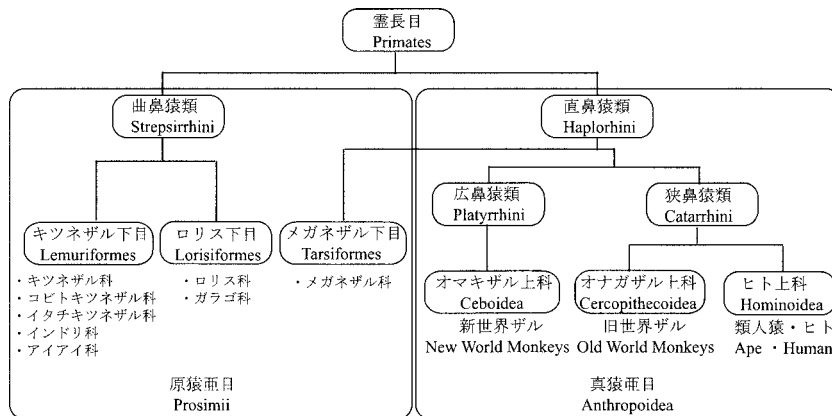 霊長目
Primates
曲鼻猿類
Strepsirrhini
直鼻猿類
Haplorhini
広鼻猿類
Platyrrhini
狭鼻猿類
Catarrhini
キツネザル下目
Lemuriformes
ロリス下目
Lorisiformes
メガネザル下目
Tarsiformes
オマキザル上科
Ceboidea
オナガザル上科
Cercopithecoidea
ヒト上科
Hominoidea
・キツネザル科
・コビトキツネザル科
・イタチキツネザル科
・インドリ科
・アイアイ科
・ロリス科
・ガラゴ科
・メガネザル科
新世界ザル
New World Monkeys
旧世界ザル
Old World Monkeys
類人猿・ヒト
Ape ・Human
原猿亜目
Prosimii
真猿亜目
Anthropoidea